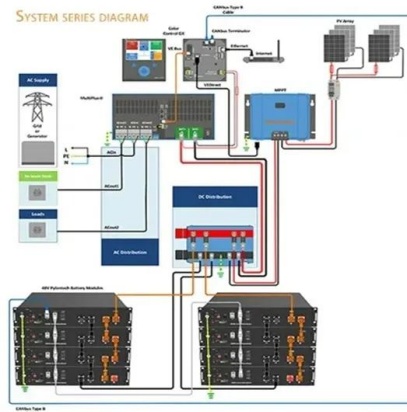 SYSTEM SERIES DIAGRAM
CANbus Type B
Cable
PV Array
Color
Control GX
CANbus Terminator
VE Bus
Ethernet
Internet
AC Supply
VE Direct
MultiPlus-II
MPPT
Grid
or
Generator
L
PE
N
ACin
ACout1
Loads
ACout2
DC Distribution
AC Distribution
48V Pylontech Battery Modules
CANbus Type B